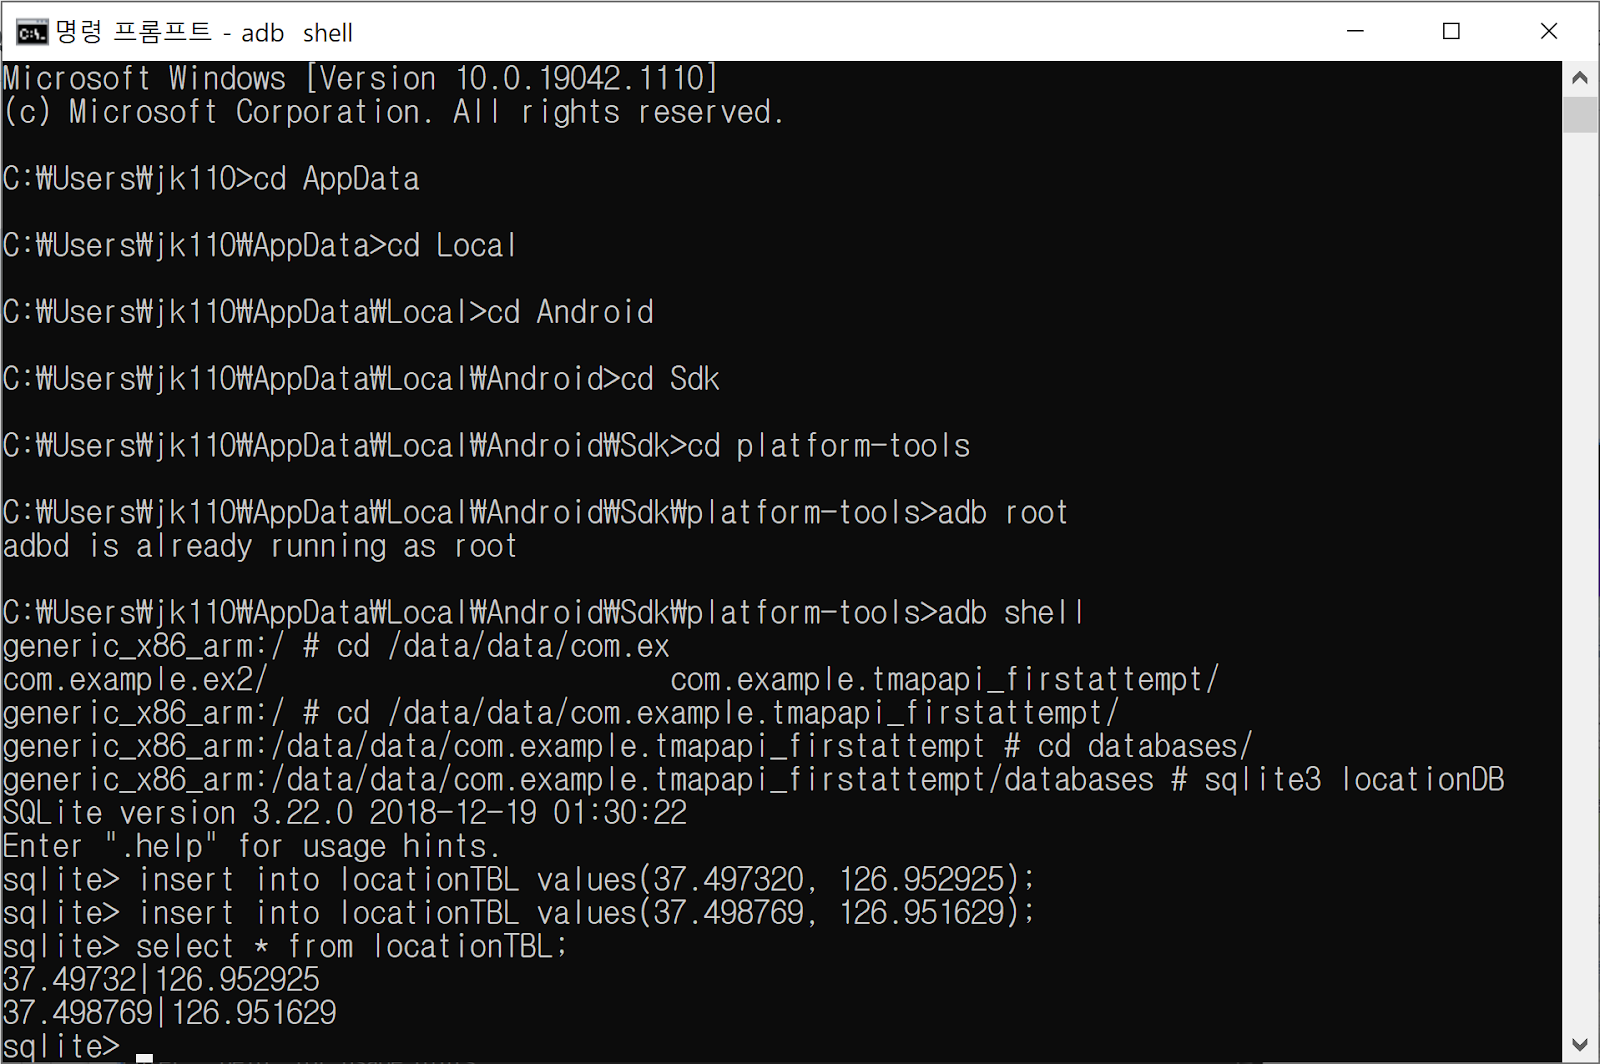 명령 프롬프트 - adb  shell
Microsoft Windows [Version 10.0.19042.1110]
(c) Microsoft Corporation. All rights reserved.
C:₩Users₩jk110>cd AppData
C:₩Users₩jk110₩AppData>cd Local
C:₩Users₩jk110₩AppData₩Local>cd Android
C:₩Users₩jk110₩AppData₩Local₩Android>cd Sdk
C:₩Users₩jk110₩AppData₩Local₩Android₩Sdk>cd platform-tools
C:₩Users₩jk110₩AppData₩Local₩Android₩Sdk₩platform-tools>adb root
adbd is already running as root
C:₩Users₩jk110₩AppData₩Local₩Android₩Sdk₩platform-tools>adb shell
generic_x86_arm:/ # cd /data/data/com.ex
com.example.ex2/                        com.example.tmapapi_firstattempt/
generic_x86_arm:/ # cd /data/data/com.example.tmapapi_firstattempt/
generic_x86_arm:/data/data/com.example.tmapapi_firstattempt # cd databases/
generic_x86_arm:/data/data/com.example.tmapapi_firstattempt/databases # sqlite3 locationDB
SQLite version 3.22.0 2018-12-19 01:30:22
Enter ".help" for usage hints.
sqlite> insert into locationTBL values(37.497320, 126.952925);
sqlite> insert into locationTBL values(37.498769, 126.951629);
sqlite> select * from locationTBL;
37.49732|126.952925
37.498769|126.951629
sqlite>